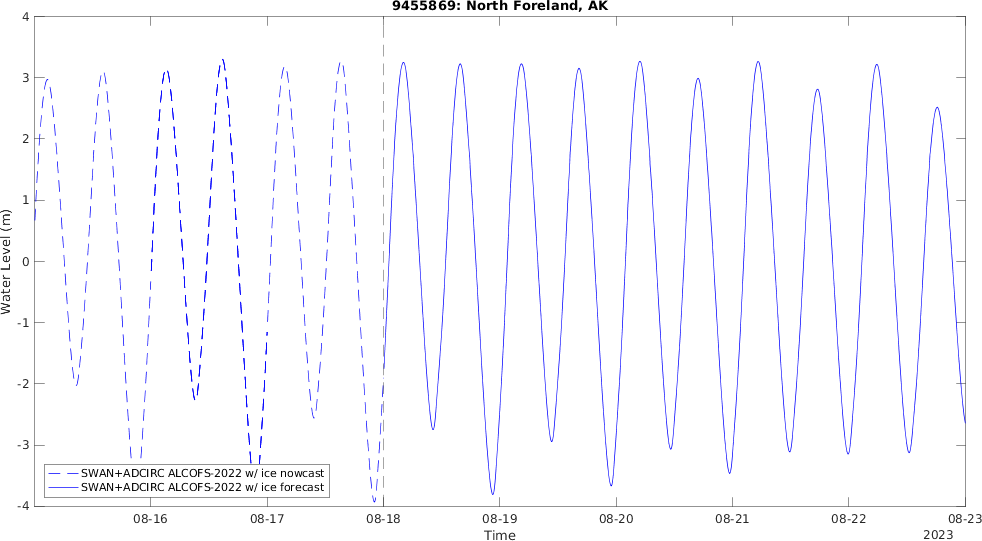 9455869: North Foreland, AK
Water Level (m)
4
3
2
1
0
-1
-2
-3
-4
SWAN+ADCIRC ALCOFS-2022 w/ ice nowcast
SWAN+ADCIRC ALCOFS-2022 w/ ice forecast
08-16 08-17 08-18 08-19 08-20 08-21 08-22 08-23
Time
2023